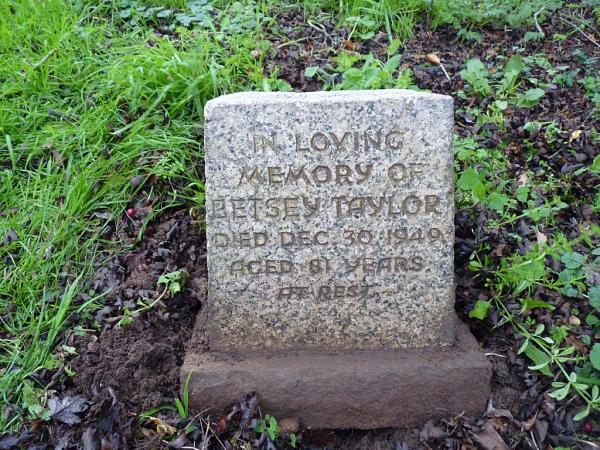 IN LOVING
MEMORY OF
BETSEY TAYLOR
DIED DEC. 30. 1949
AGED 81 YEARS.
AT REST